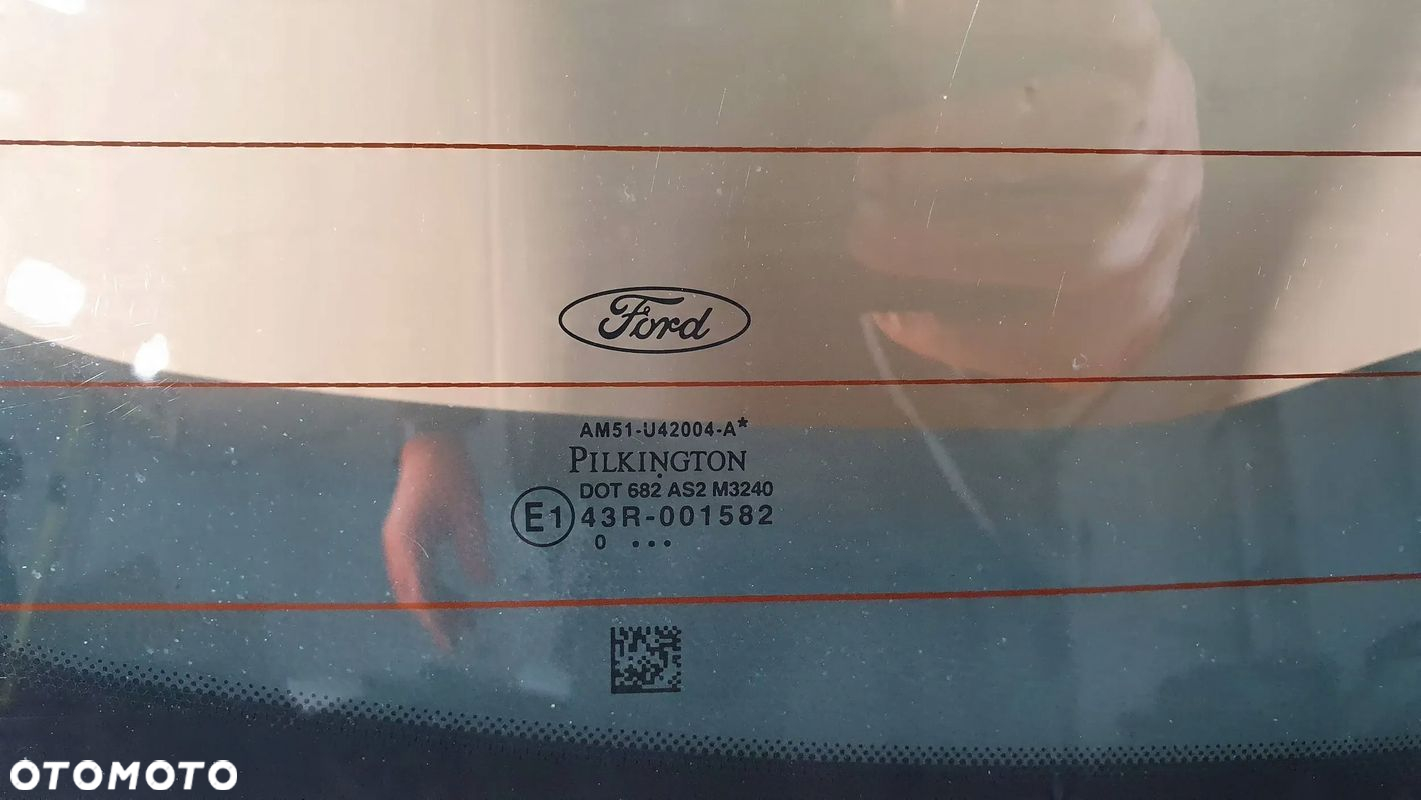 Ford
AM51-U42004-A*
PILKINGTON
DOT 682 AS2 M3240
E1 43R-001582
0 ...
OTOMOTO